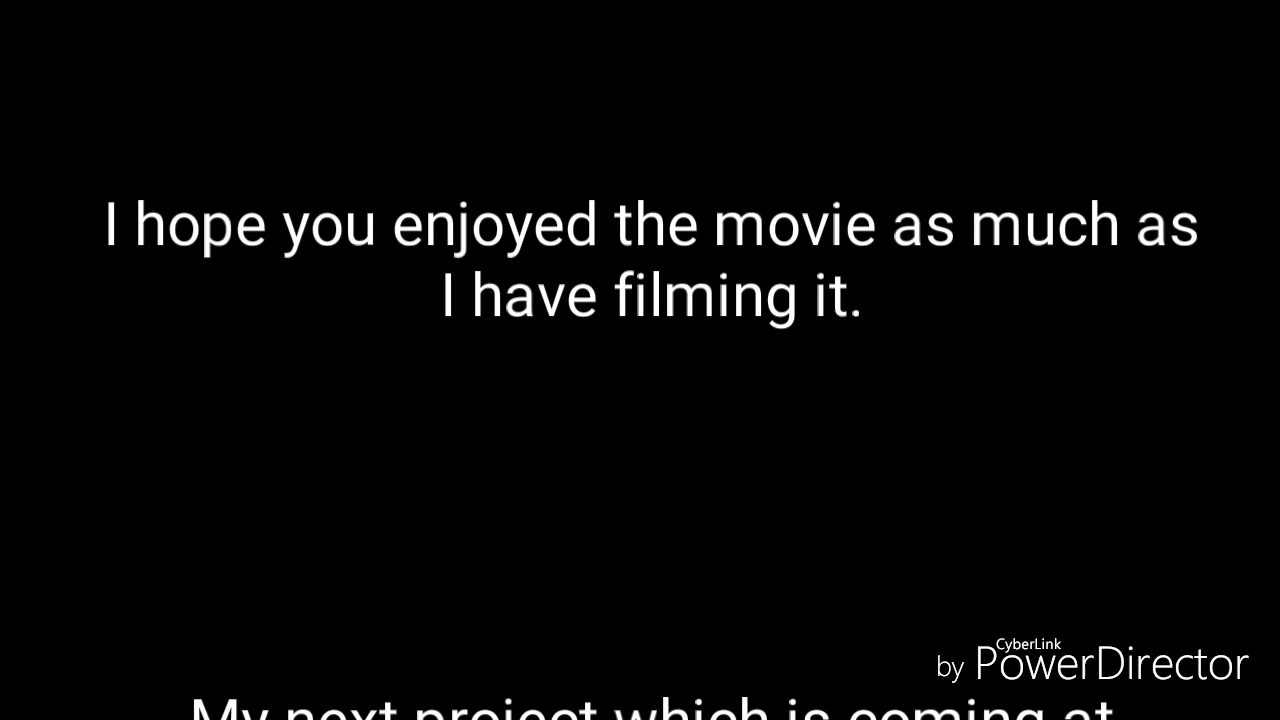 I hope you enjoyed the movie as much as
I have filming it.
CyberLink
by PowerDirector
My next project which is coming at